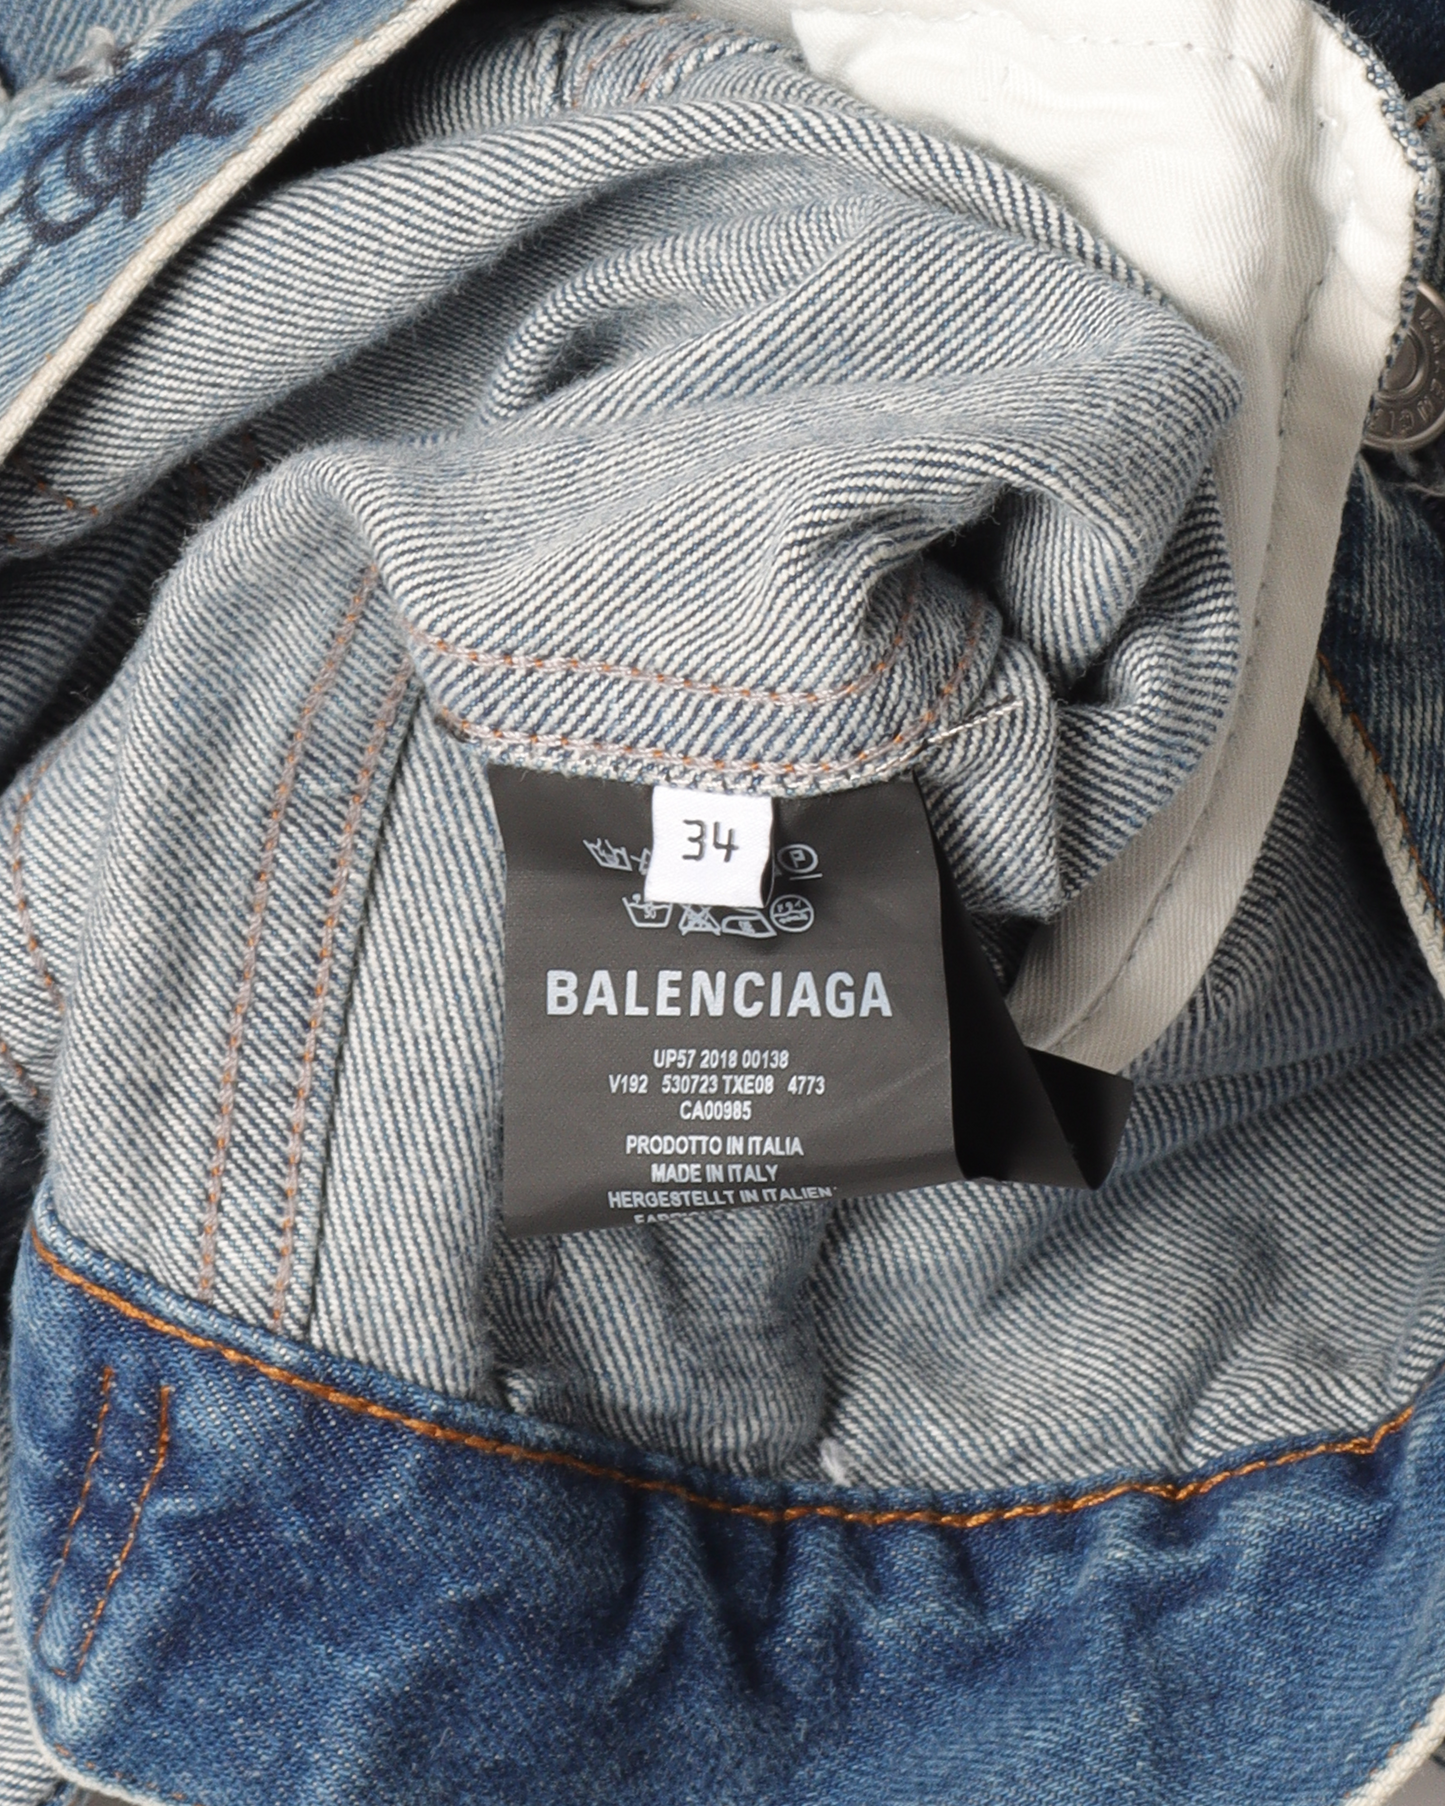 34
P
30
BALENCIAGA
UP57 2018 00138
V192 530723 TXE08 4773
CA00985
PRODOTTO IN ITALIA
MADE IN ITALY
HERGESTELLT IN ITALIEN